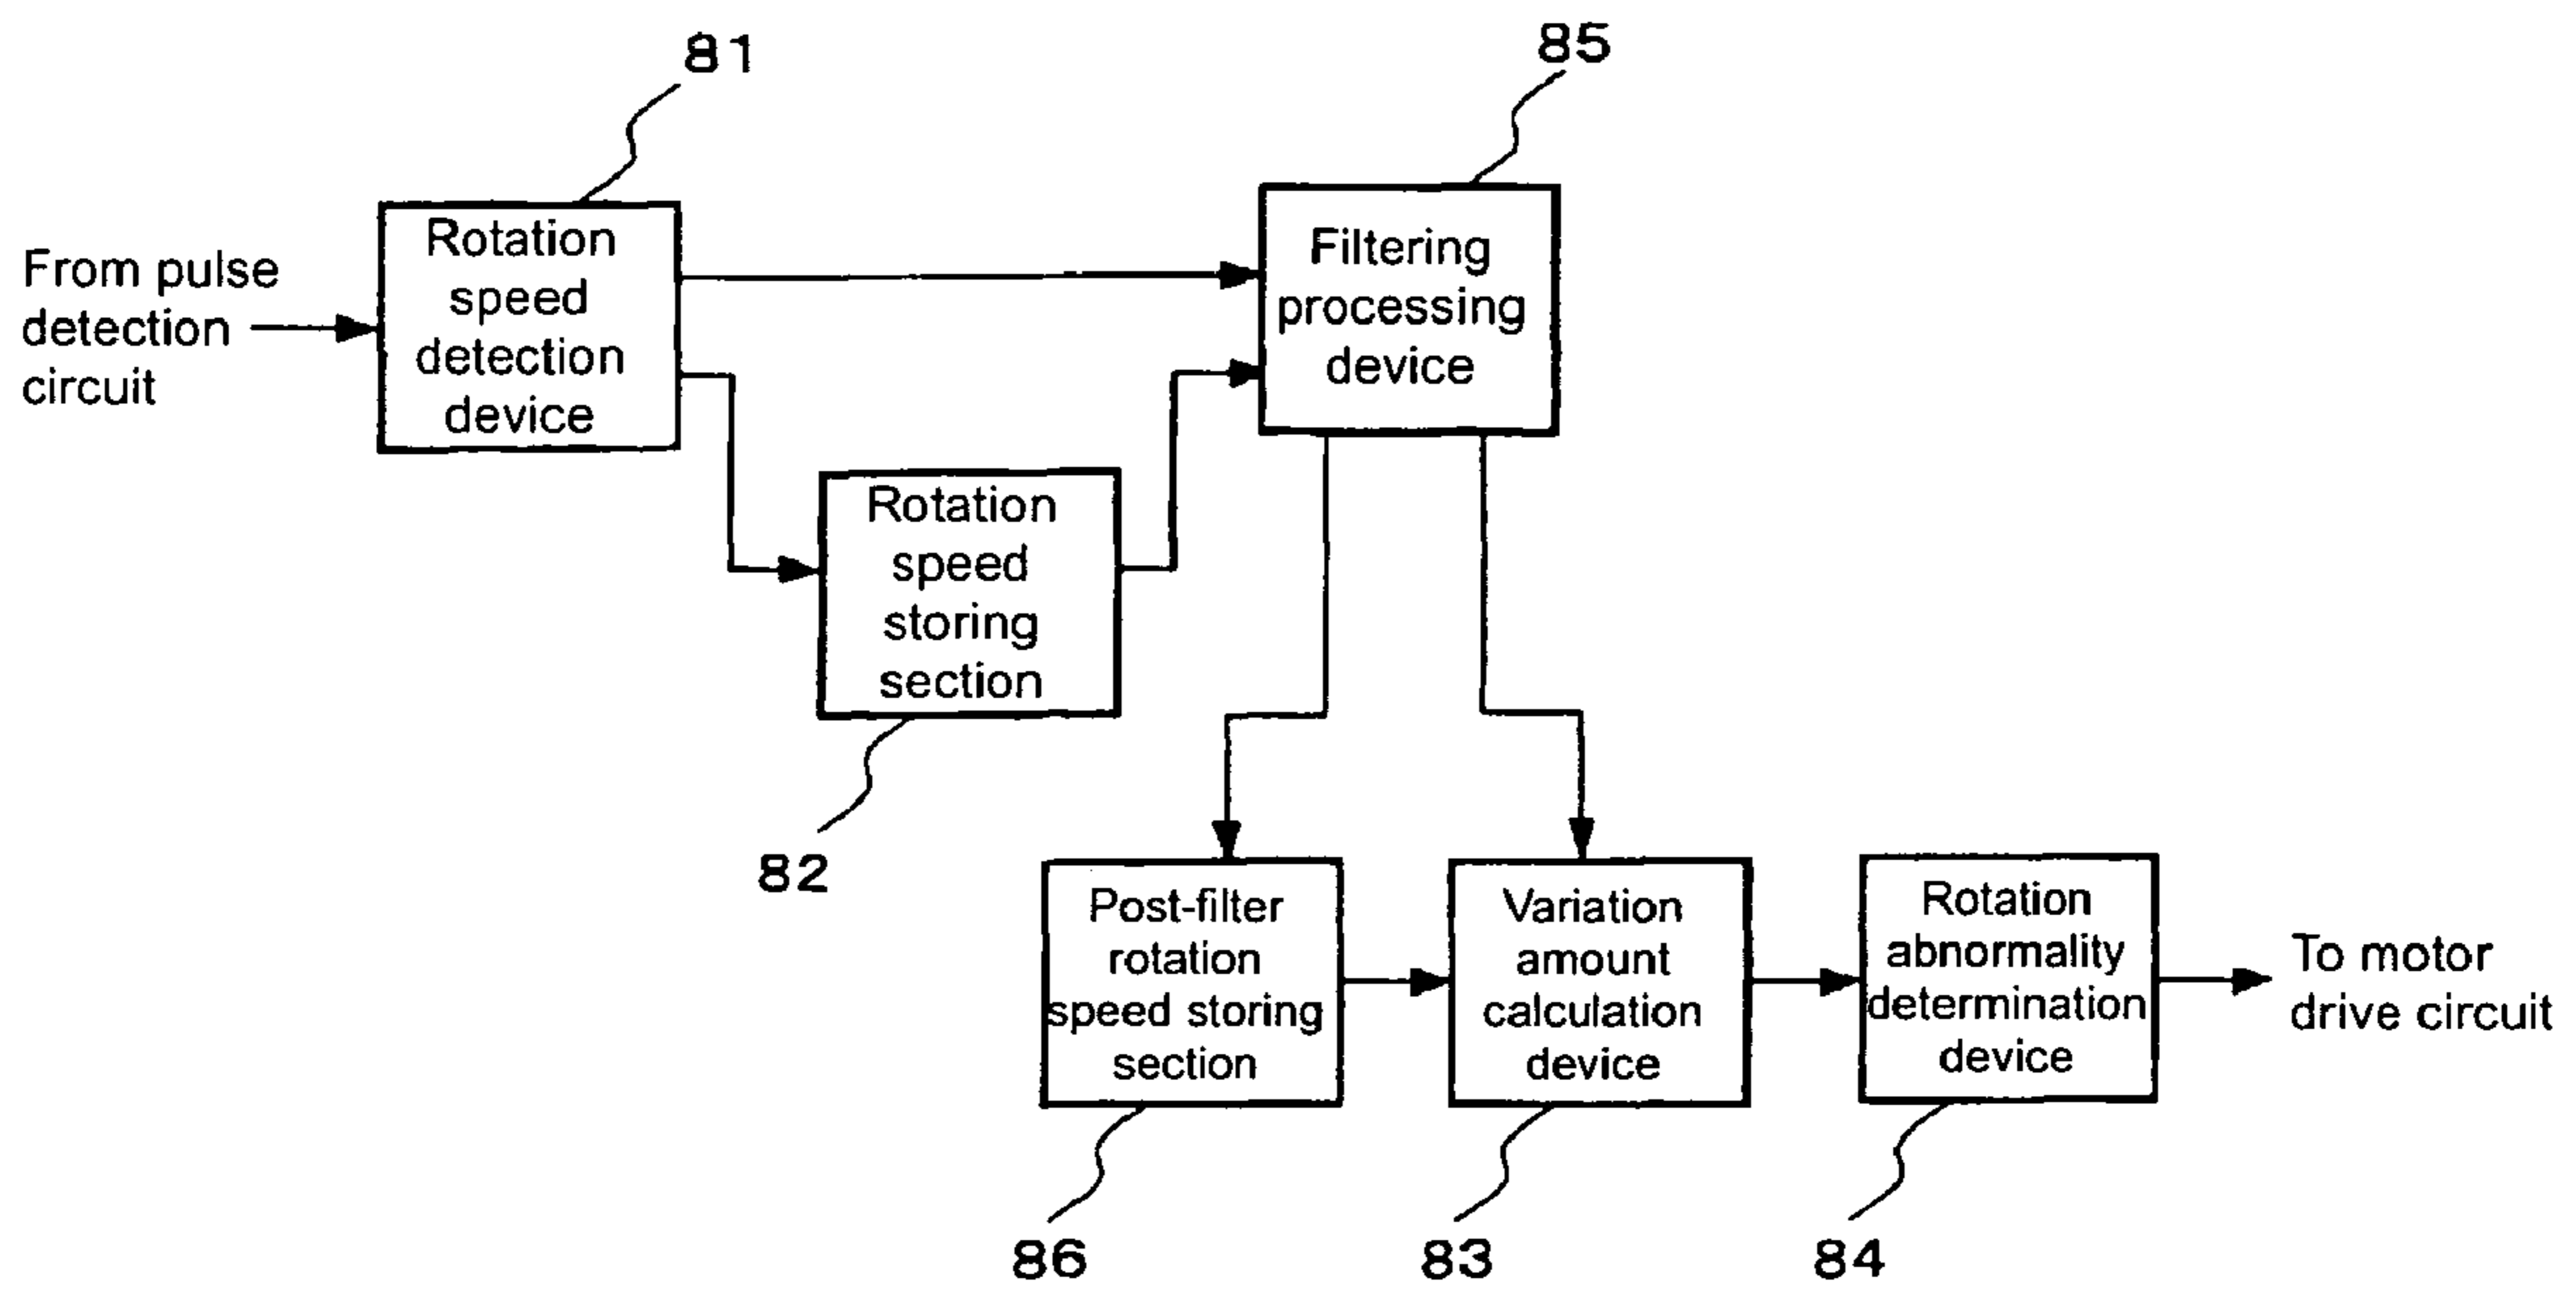 81
85
From pulse
detection
circuit
Rotation
speed
detection
device
Filtering
processing
device
Rotation
speed
storing
section
82
Post-filter
rotation
speed storing
section
Variation
amount
calculation
device
Rotation
abnormality
determination
device
To motor
drive circuit
86
83
84